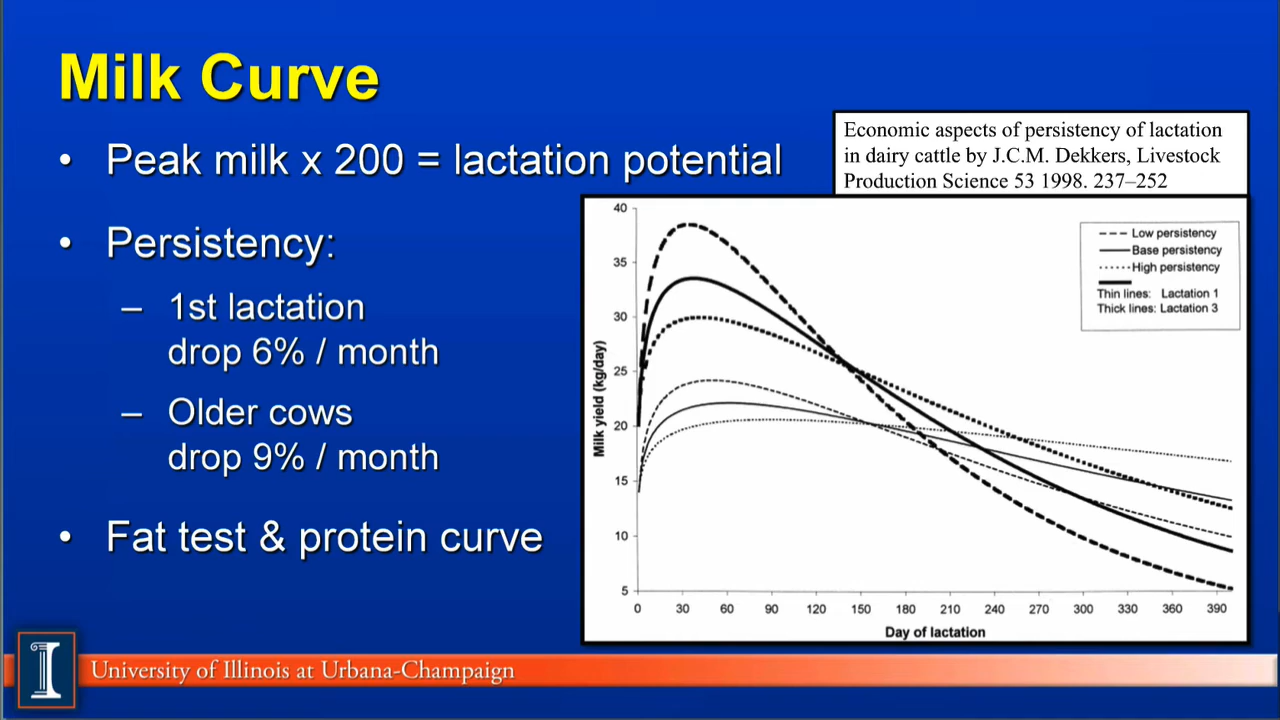 Milk Curve
• Peak milk x 200 = lactation potential
• Persistency:
– 1st lactation
drop 6% / month
– Older cows
drop 9% / month
• Fat test & protein curve
Economic aspects of persistency of lactation
in dairy cattle by J.C.M. Dekkers, Livestock
Production Science 53 1998. 237–252
40
35
30
25
20
15
10
5
Milk yield (kg/day)
Low persistency
Base persistency
High persistency
Thin lines: Lactation 1
Thick lines: Lactation 3
0 30 60 90 120 150 180 210 240 270 300 330 360 390
Day of lactation
I
University of Illinois at Urbana-Champaign